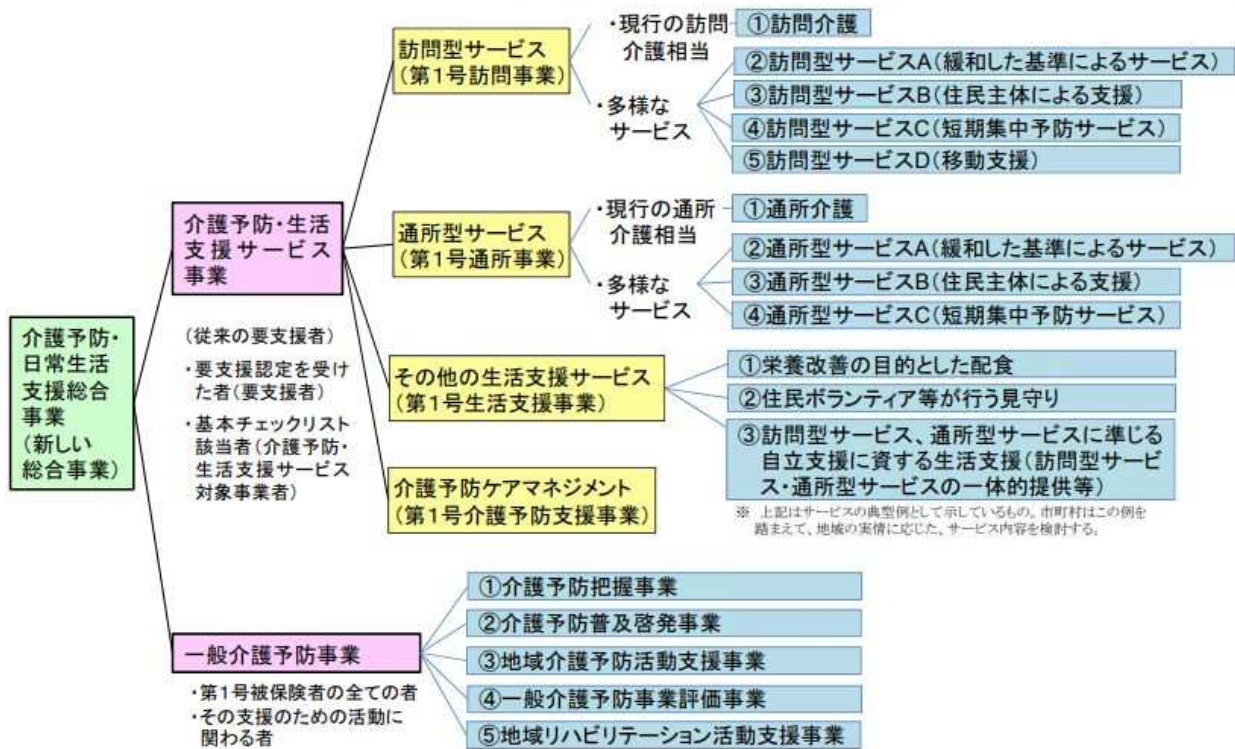 介護予防・
日常生活
支援総合
事業
(新しい
総合事業)
介護予防・生活
支援サービス
事業
(従来の要支援者)
・要支援認定を受け
た者(要支援者)
・基本チェックリスト
該当者(介護予防・
生活支援サービス
対象事業者)
訪問型サービス
(第1号訪問事業)
・現行の訪問
介護相当
①訪問介護
・多様な
サービス
②訪問型サービスA(緩和した基準によるサービス)
③訪問型サービスB(住民主体による支援)
④訪問型サービスC(短期集中予防サービス)
⑤訪問型サービスD(移動支援)
通所型サービス
(第1号通所事業)
・現行の通所
介護相当
①通所介護
・多様な
サービス
②通所型サービスA(緩和した基準によるサービス)
③通所型サービスB(住民主体による支援)
④通所型サービスC(短期集中予防サービス)
その他の生活支援サービス
(第1号生活支援事業)
①栄養改善の目的とした配食
②住民ボランティア等が行う見守り
③訪問型サービス、通所型サービスに準じる
自立支援に資する生活支援(訪問型サービ
ス・通所型サービスの一体的提供等)
介護予防ケアマネジメント
(第1号介護予防支援事業)
※ 上記はサービスの典型例として示しているもの。市町村はこの例を
踏まえて、地域の実情に応じた、サービス内容を検討する。
一般介護予防事業
・第1号被保険者の全ての者
・その支援のための活動に
関わる者
①介護予防把握事業
②介護予防普及啓発事業
③地域介護予防活動支援事業
④一般介護予防事業評価事業
⑤地域リハビリテーション活動支援事業